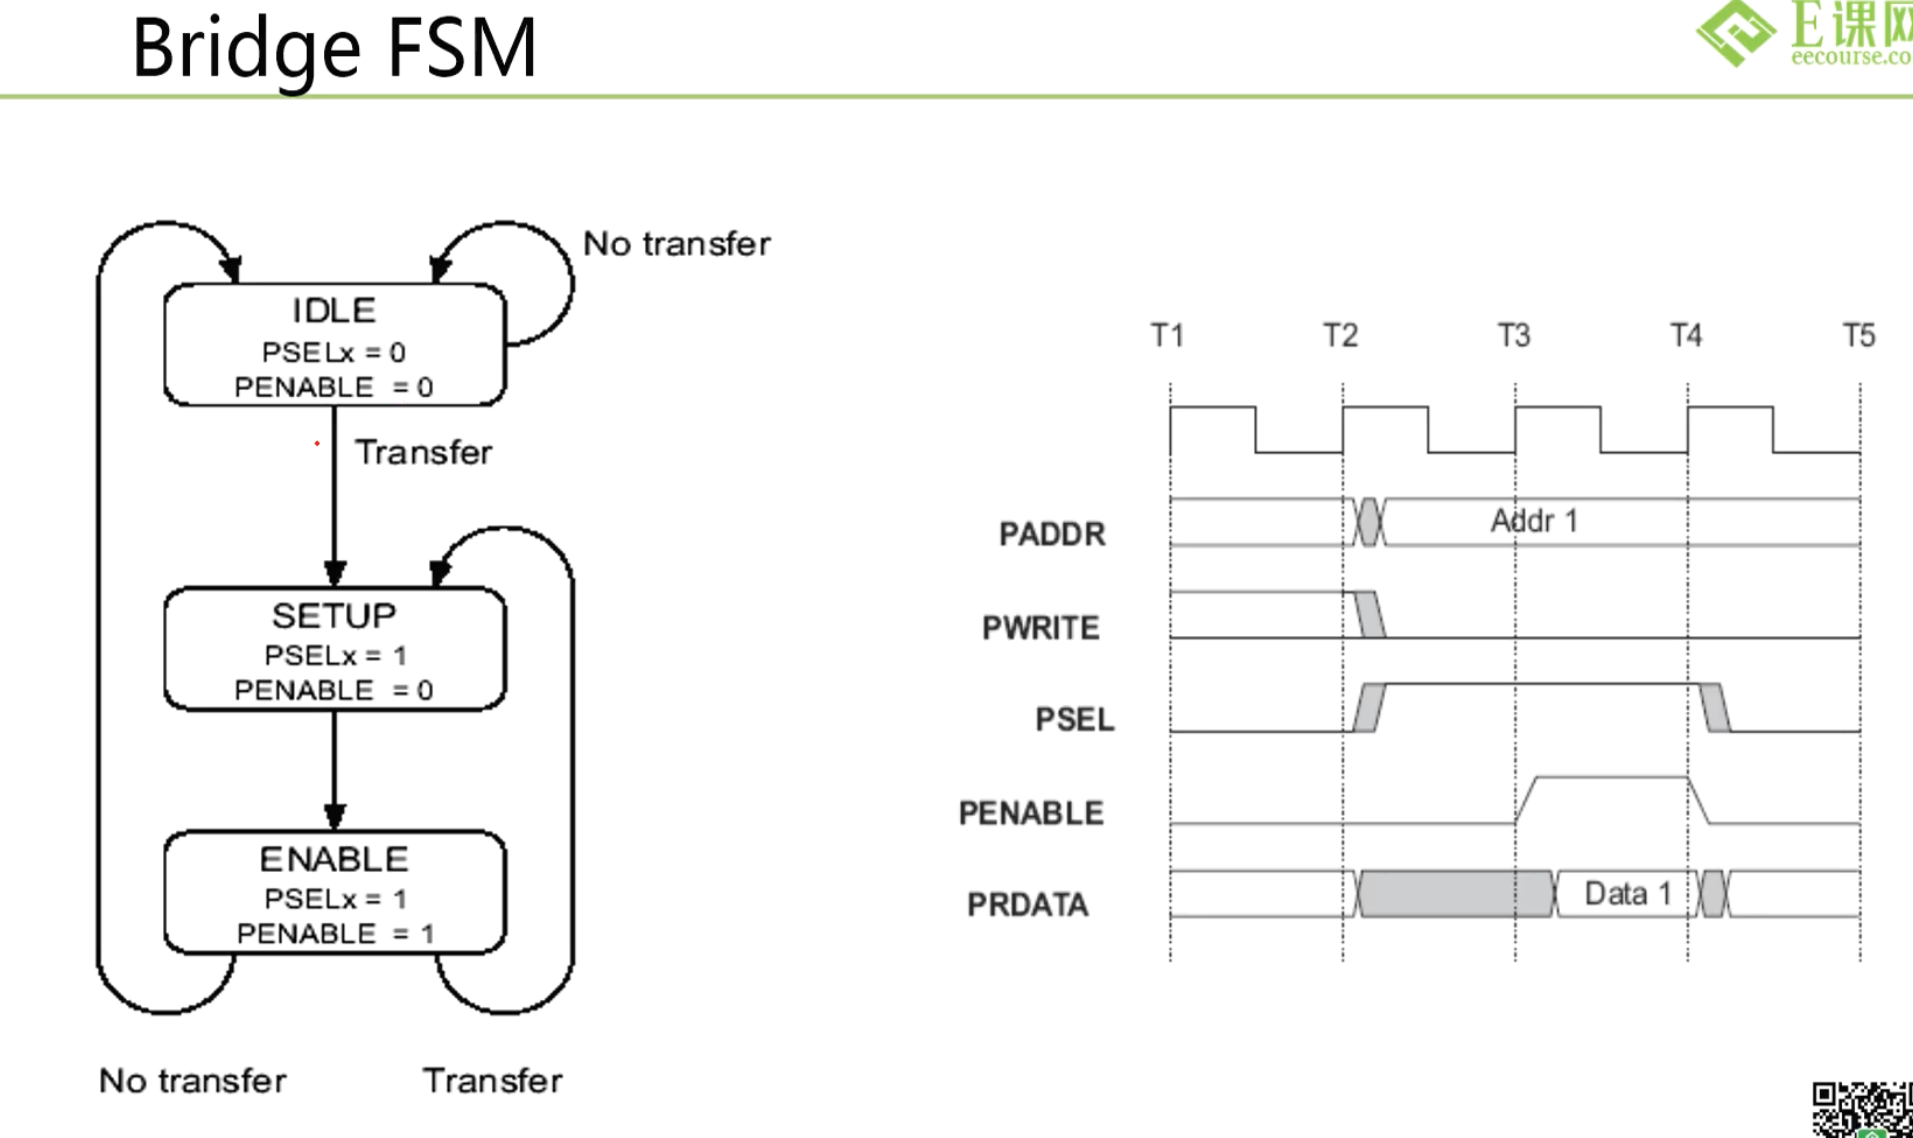 Bridge FSM
E课网
eecourse.co
No transfer
IDLE
PSELx = 0
PENABLE = 0
Transfer
SETUP
PSELx = 1
PENABLE = 0
ENABLE
PSELx = 1
PENABLE = 1
No transfer
Transfer
T1 T2 T3 T4 T5
PADDR
Addr 1
PWRITE
PSEL
PENABLE
PRDATA
Data 1